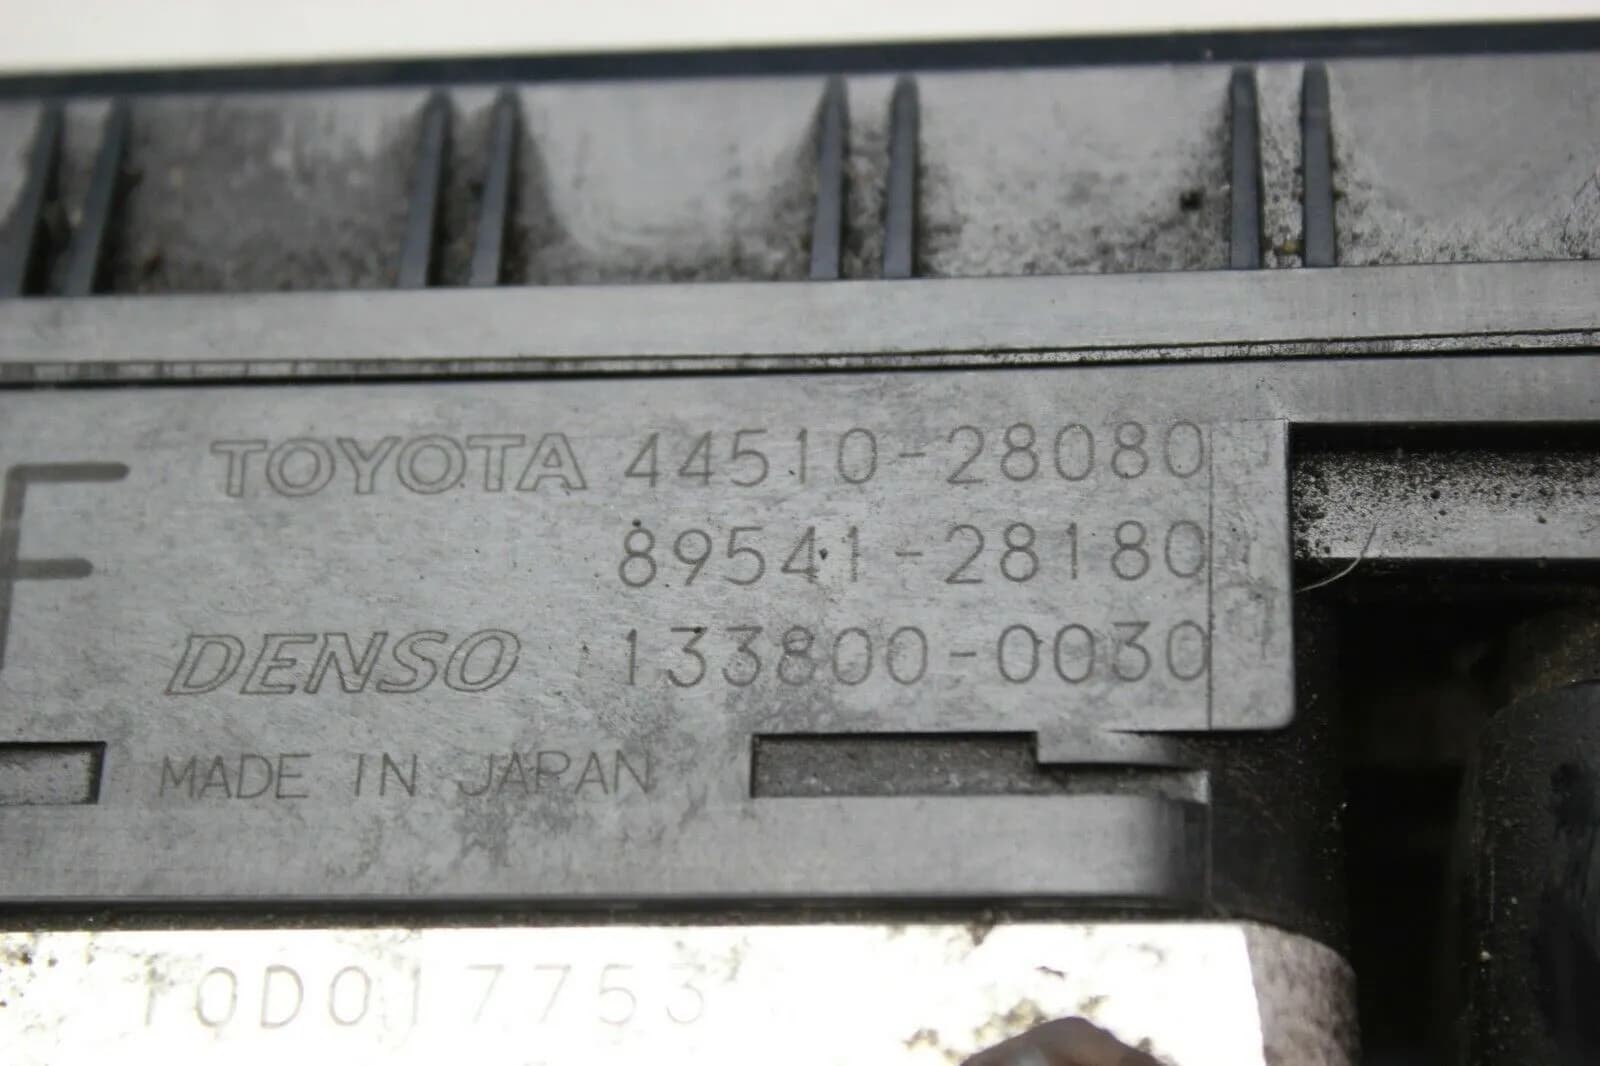 TOYOTA 44510-28080
89541-28180
F
DENSO 133800-0030
MADE IN JAPAN
10D017753